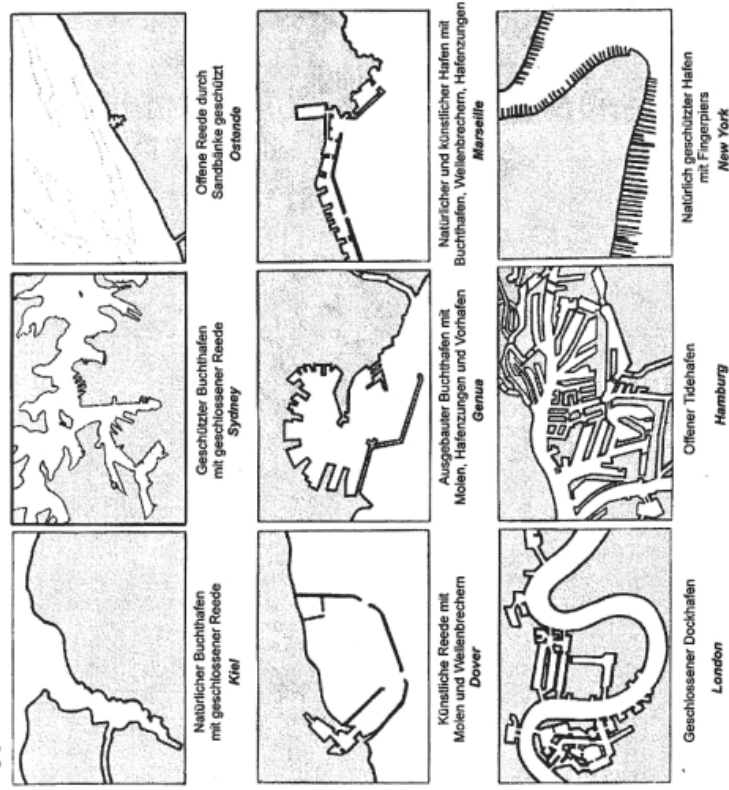 Natürlicher Buchthafen
mit geschlossener Reede
Kiel
Geschützter Buchthafen
mit geschlossener Reede
Sydney
Offene Reede durch
Sandbänke geschützt
Ostende
Künstliche Reede mit
Molen und Wellenbrechern
Dover
Ausgebauter Buchthafen mit
Molen, Hafenzungen und Vorhafen
Genua
Natürlicher und künstlicher Hafen mit
Buchthafen, Wellenbrechern, Hafenzungen
Marseille
Geschlossener Dockhafen
London
Offener Tidehafen
Hamburg
Natürlich geschützter Hafen
mit Fingerpiers
New York